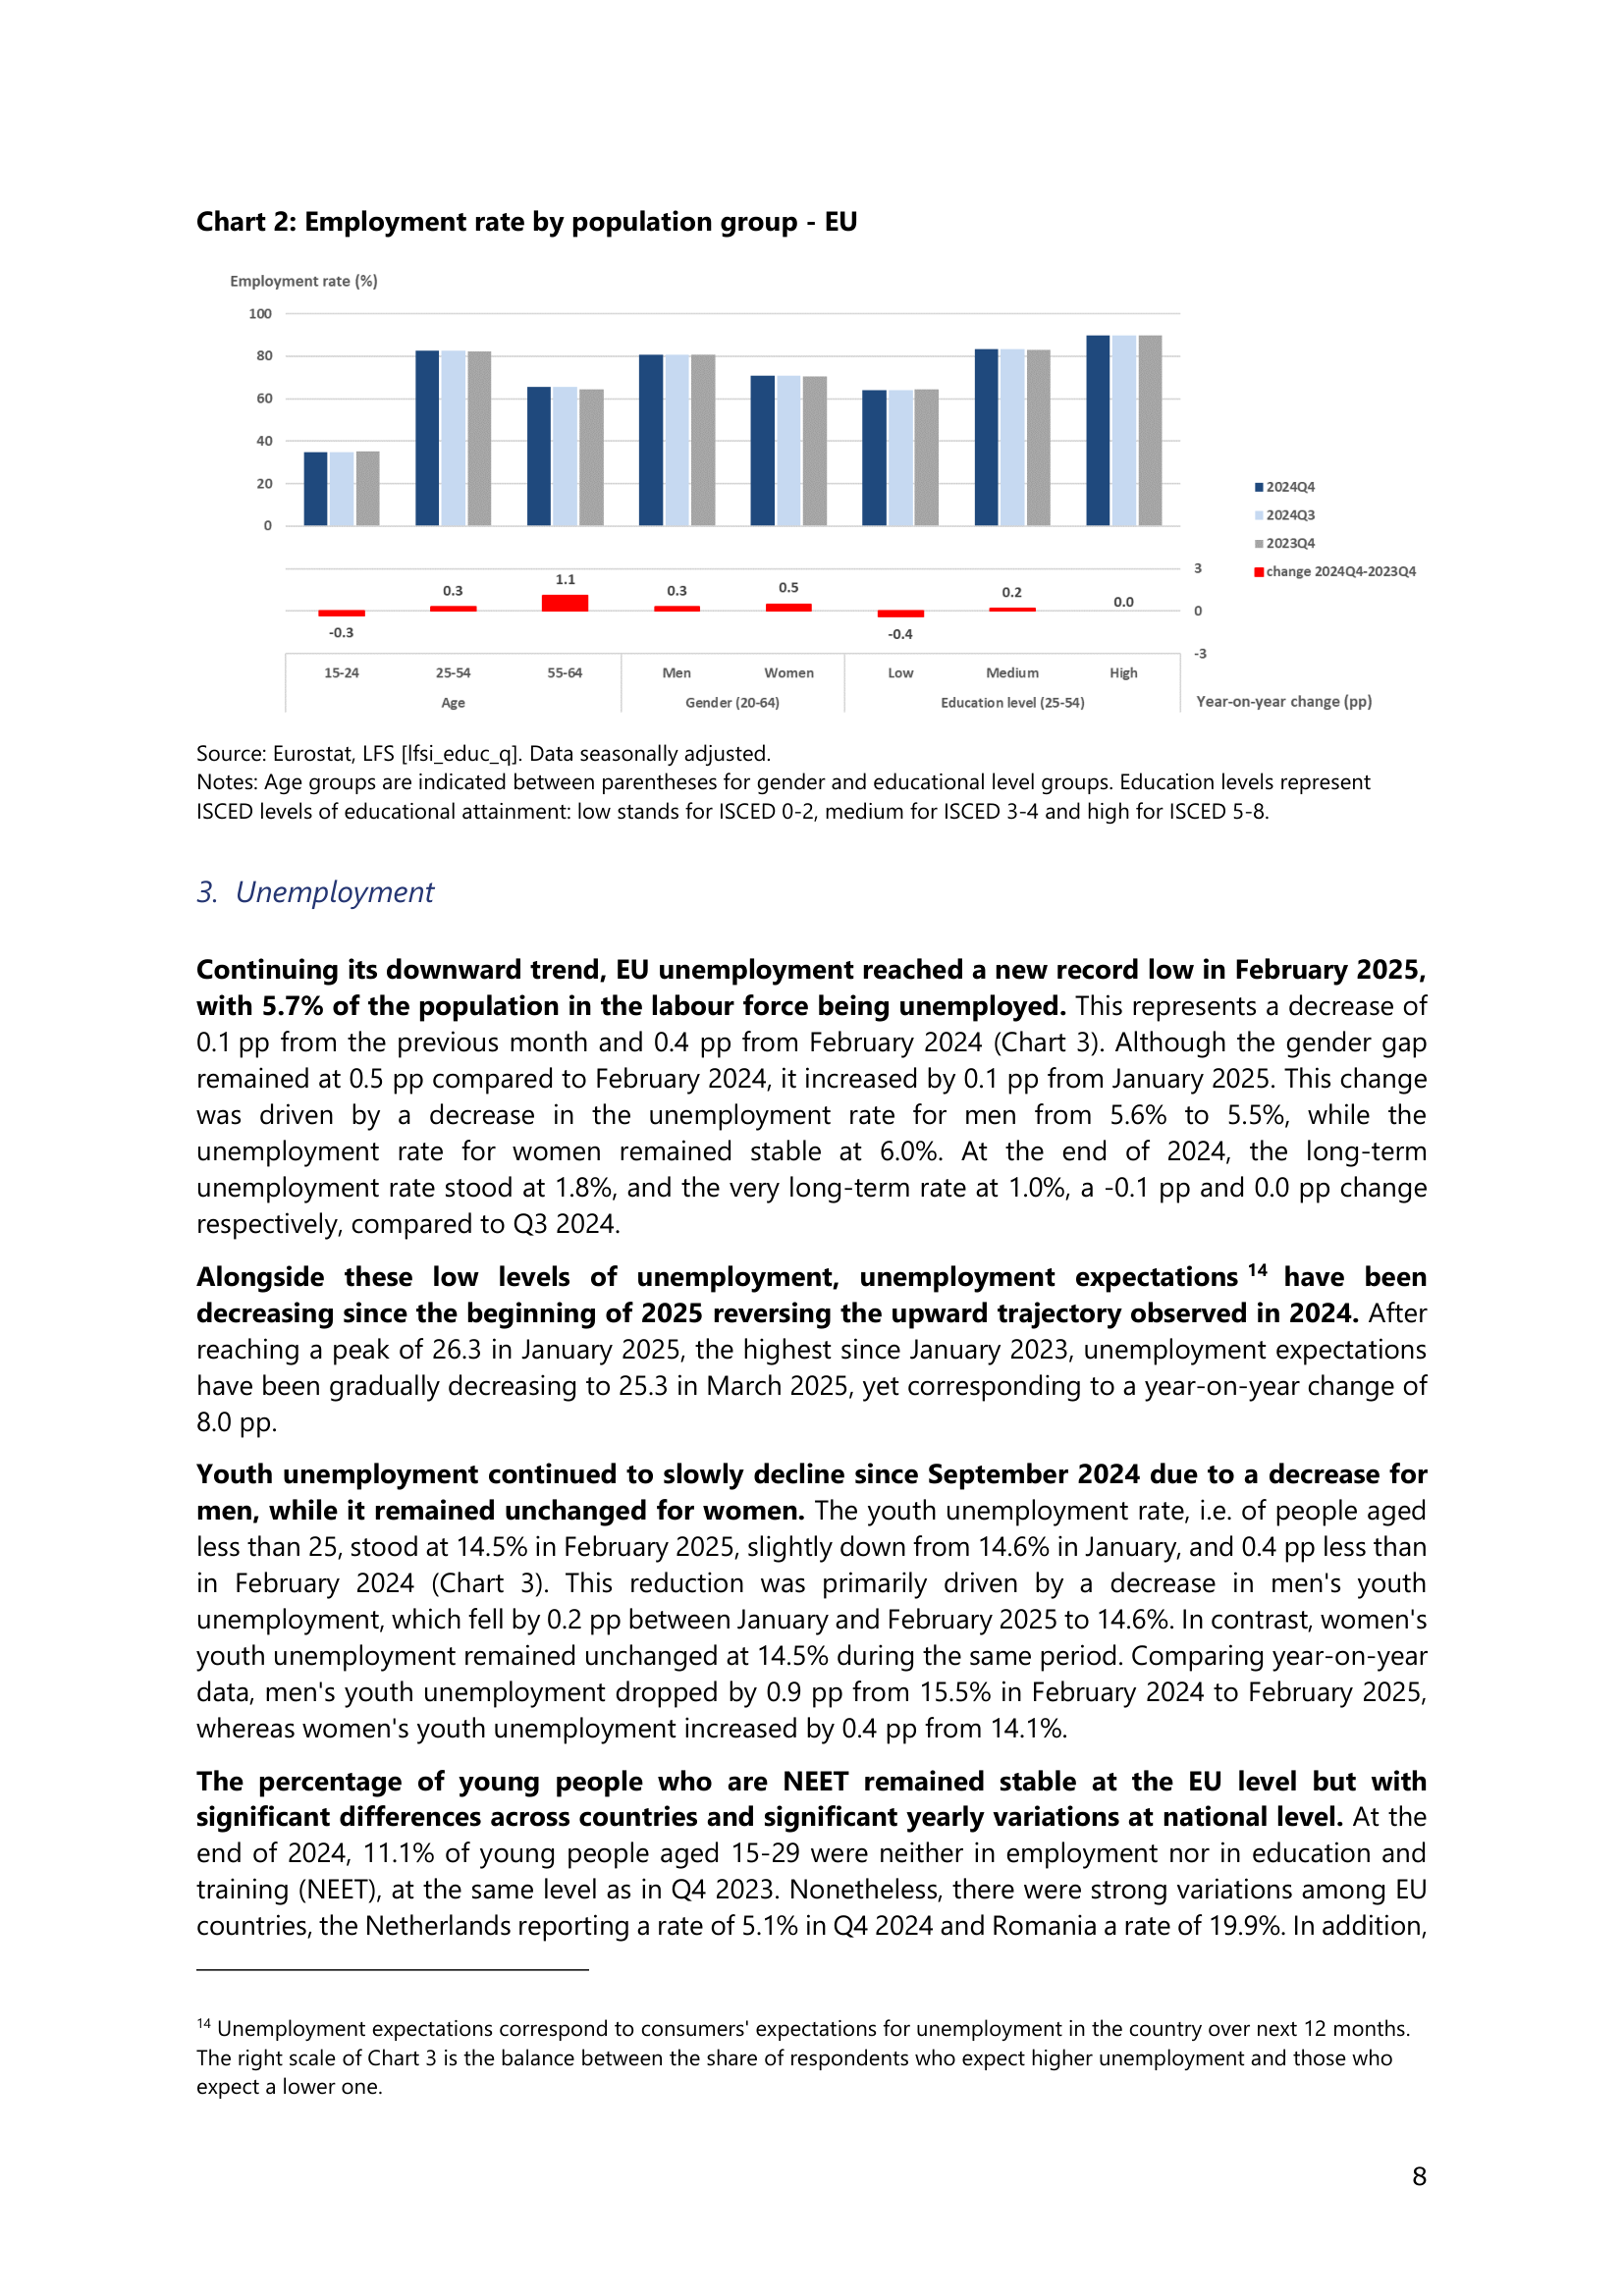 Chart 2: Employment rate by population group - EU
Employment rate (%)
100
80
60
40
20
0
2024Q4
2024Q3
2023Q4
change 2024Q4-2023Q4
3
0
-3
-0.3
0.3
1.1
0.3
0.5
-0.4
0.2
0.0
15-24 25-54 55-64 Men Women Low Medium High
Age Gender (20-64) Education level (25-54) Year-on-year change (pp)
Source: Eurostat, LFS [lfsi_educ_q]. Data seasonally adjusted.
Notes: Age groups are indicated between parentheses for gender and educational level groups. Education levels represent
ISCED levels of educational attainment: low stands for ISCED 0-2, medium for ISCED 3-4 and high for ISCED 5-8.
3. Unemployment
Continuing its downward trend, EU unemployment reached a new record low in February 2025,
with 5.7% of the population in the labour force being unemployed. This represents a decrease of
0.1 pp from the previous month and 0.4 pp from February 2024 (Chart 3). Although the gender gap
remained at 0.5 pp compared to February 2024, it increased by 0.1 pp from January 2025. This change
was driven by a decrease in the unemployment rate for men from 5.6% to 5.5%, while the
unemployment rate for women remained stable at 6.0%. At the end of 2024, the long-term
unemployment rate stood at 1.8%, and the very long-term rate at 1.0%, a -0.1 pp and 0.0 pp change
respectively, compared to Q3 2024.
Alongside these low levels of unemployment, unemployment expectations 14 have been
decreasing since the beginning of 2025 reversing the upward trajectory observed in 2024. After
reaching a peak of 26.3 in January 2025, the highest since January 2023, unemployment expectations
have been gradually decreasing to 25.3 in March 2025, yet corresponding to a year-on-year change of
8.0 pp.
Youth unemployment continued to slowly decline since September 2024 due to a decrease for
men, while it remained unchanged for women. The youth unemployment rate, i.e. of people aged
less than 25, stood at 14.5% in February 2025, slightly down from 14.6% in January, and 0.4 pp less than
in February 2024 (Chart 3). This reduction was primarily driven by a decrease in men's youth
unemployment, which fell by 0.2 pp between January and February 2025 to 14.6%. In contrast, women's
youth unemployment remained unchanged at 14.5% during the same period. Comparing year-on-year
data, men's youth unemployment dropped by 0.9 pp from 15.5% in February 2024 to February 2025,
whereas women's youth unemployment increased by 0.4 pp from 14.1%.
The percentage of young people who are NEET remained stable at the EU level but with
significant differences across countries and significant yearly variations at national level. At the
end of 2024, 11.1% of young people aged 15-29 were neither in employment nor in education and
training (NEET), at the same level as in Q4 2023. Nonetheless, there were strong variations among EU
countries, the Netherlands reporting a rate of 5.1% in Q4 2024 and Romania a rate of 19.9%. In addition,
14 Unemployment expectations correspond to consumers' expectations for unemployment in the country over next 12 months.
The right scale of Chart 3 is the balance between the share of respondents who expect higher unemployment and those who
expect a lower one.
8